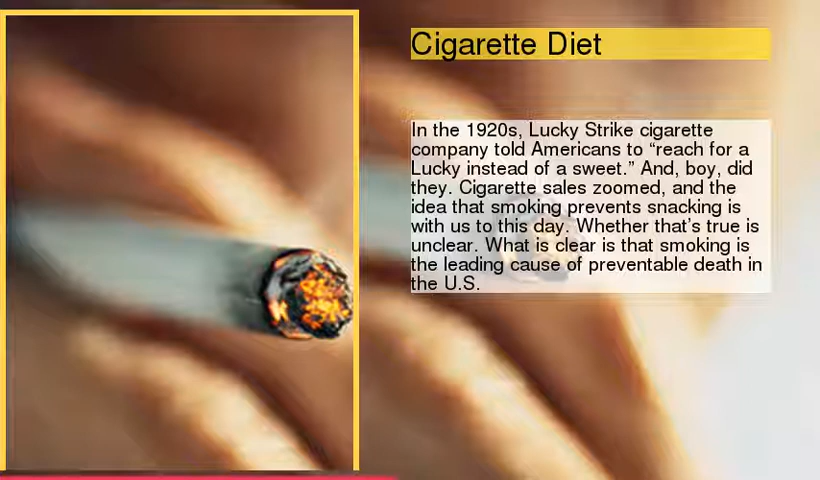 Cigarette Diet
In the 1920s, Lucky Strike cigarette
company told Americans to “reach for a
Lucky instead of a sweet.” And, boy, did
they. Cigarette sales zoomed, and the
idea that smoking prevents snacking is
with us to this day. Whether that’s true is
unclear. What is clear is that smoking is
the leading cause of preventable death in
the U.S.